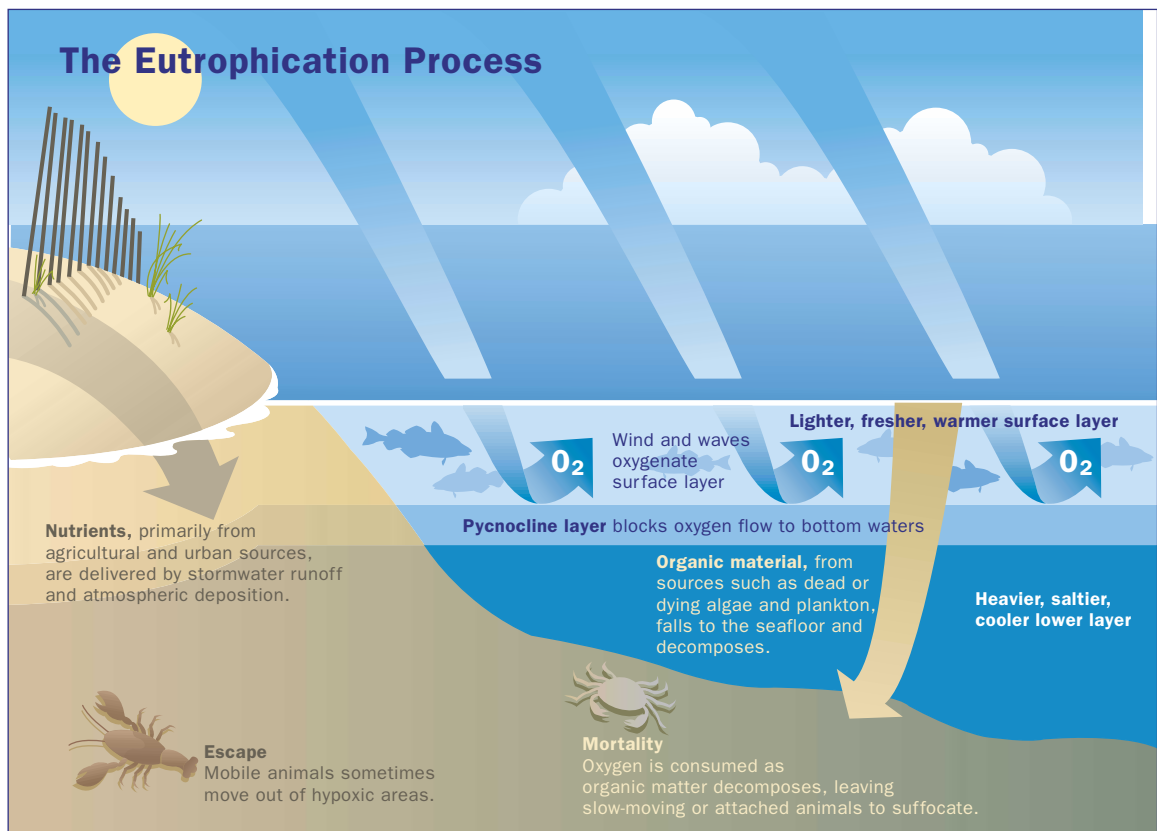 The Eutrophication Process
Lighter, fresher, warmer surface layer
Wind and waves
oxygenate
surface layer
O2
O2
O2
Pycnocline layer blocks oxygen flow to bottom waters
Nutrients, primarily from
agricultural and urban sources,
are delivered by stormwater runoff
and atmospheric deposition.
Organic material, from
sources such as dead or
dying algae and plankton,
falls to the seafloor and
decomposes.
Heavier, saltier,
cooler lower layer
Escape
Mobile animals sometimes
move out of hypoxic areas.
Mortality
Oxygen is consumed as
organic matter decomposes, leaving
slow-moving or attached animals to suffocate.